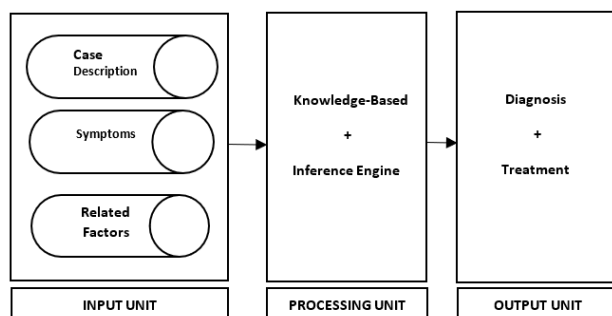 Case
Description
Symptoms
Related
Factors
INPUT UNIT
Knowledge-Based
+
Inference Engine
PROCESSING UNIT
Diagnosis
+
Treatment
OUTPUT UNIT